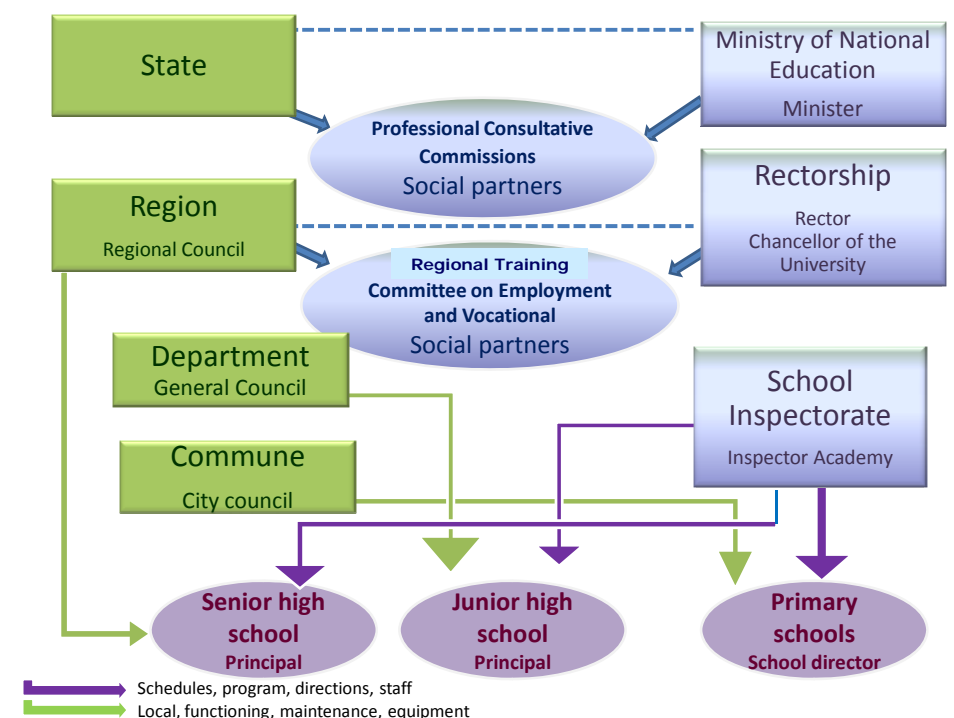 State
Ministry of National
Education
Minister
Professional Consultative
Commissions
Social partners
Region
Regional Council
Rectorship
Rector
Chancellor of the
University
Regional Training
Committee on Employment
and Vocational
Social partners
Department
General Council
School
Inspectorate
Inspector Academy
Commune
City council
Senior high
school
Principal
Junior high
school
Principal
Primary
schools
School director
Schedules, program, directions, staff
Local, functioning, maintenance, equipment